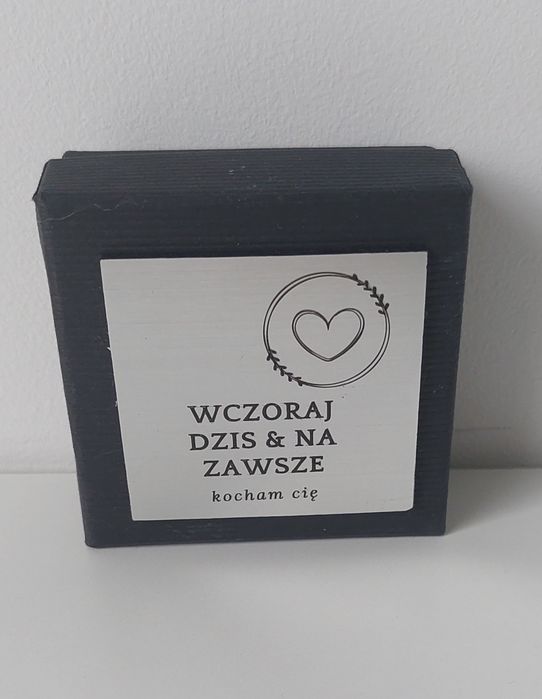 WCZORAJ
DZIS & NA
ZAWSZE
kocham cię